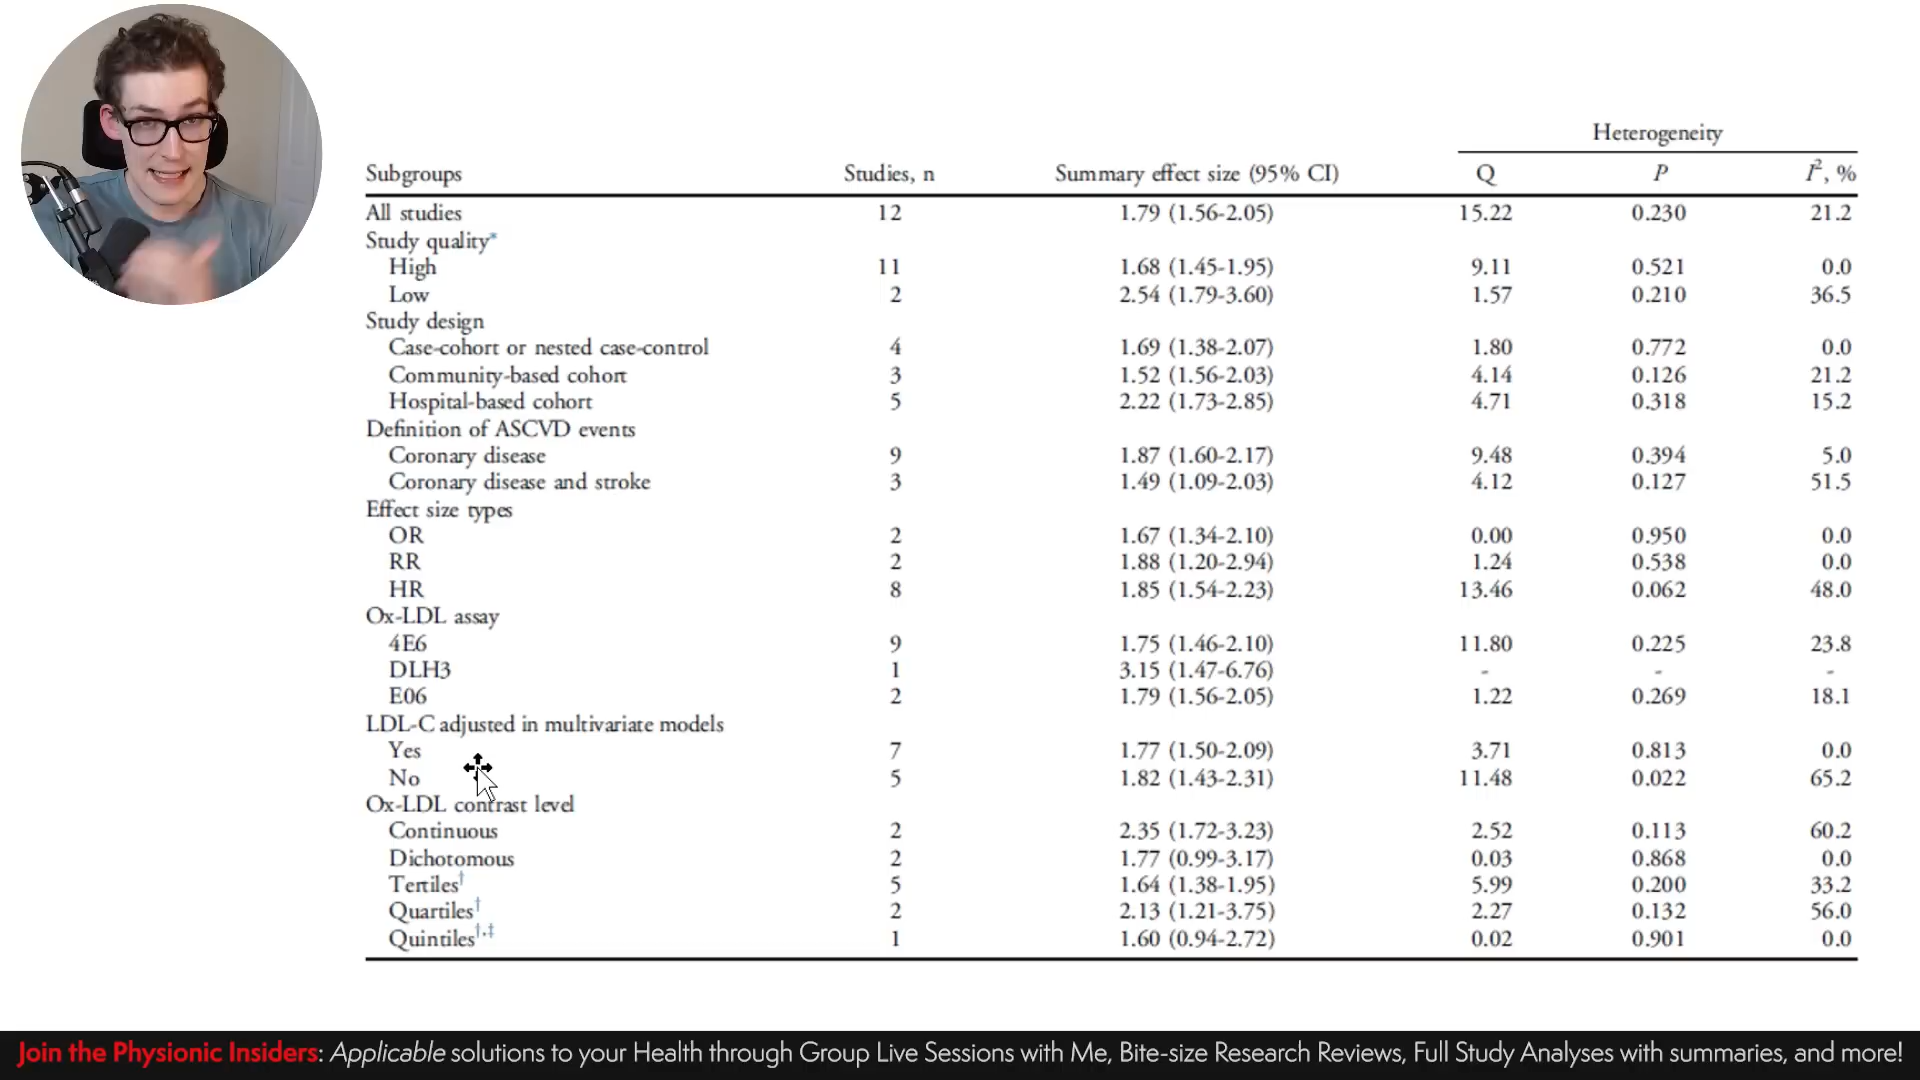 Heterogeneity
Subgroups Studies, n Summary effect size (95% CI) Q P I², %
All studies 12 1.79 (1.56-2.05) 15.22 0.230 21.2
Study quality*
High 11 1.68 (1.45-1.95) 9.11 0.521 0.0
Low 2 2.54 (1.79-3.60) 1.57 0.210 36.5
Study design
Case-cohort or nested case-control 4 1.69 (1.38-2.07) 1.80 0.772 0.0
Community-based cohort 3 1.52 (1.56-2.03) 4.14 0.126 21.2
Hospital-based cohort 5 2.22 (1.73-2.85) 4.71 0.318 15.2
Definition of ASCVD events
Coronary disease 9 1.87 (1.60-2.17) 9.48 0.394 5.0
Coronary disease and stroke 3 1.49 (1.09-2.03) 4.12 0.127 51.5
Effect size types
OR 2 1.67 (1.34-2.10) 0.00 0.950 0.0
RR 2 1.88 (1.20-2.94) 1.24 0.538 0.0
HR 8 1.85 (1.54-2.23) 13.46 0.062 48.0
Ox-LDL assay
4E6 9 1.75 (1.46-2.10) 11.80 0.225 23.8
DLH3 1 3.15 (1.47-6.76) - - -
E06 2 1.79 (1.56-2.05) 1.22 0.269 18.1
LDL-C adjusted in multivariate models
Yes 7 1.77 (1.50-2.09) 3.71 0.813 0.0
No 5 1.82 (1.43-2.31) 11.48 0.022 65.2
Ox-LDL contrast level
Continuous 2 2.35 (1.72-3.23) 2.52 0.113 60.2
Dichotomous 2 1.77 (0.99-3.17) 0.03 0.868 0.0
Tertiles† 5 1.64 (1.38-1.95) 5.99 0.200 33.2
Quartiles† 2 2.13 (1.21-3.75) 2.27 0.132 56.0
Quintiles†,‡ 1 1.60 (0.94-2.72) 0.02 0.901 0.0
Join the Physionic Insiders: Applicable solutions to your Health through Group Live Sessions with Me, Bite-size Research Reviews, Full Study Analyses with summaries, and more!